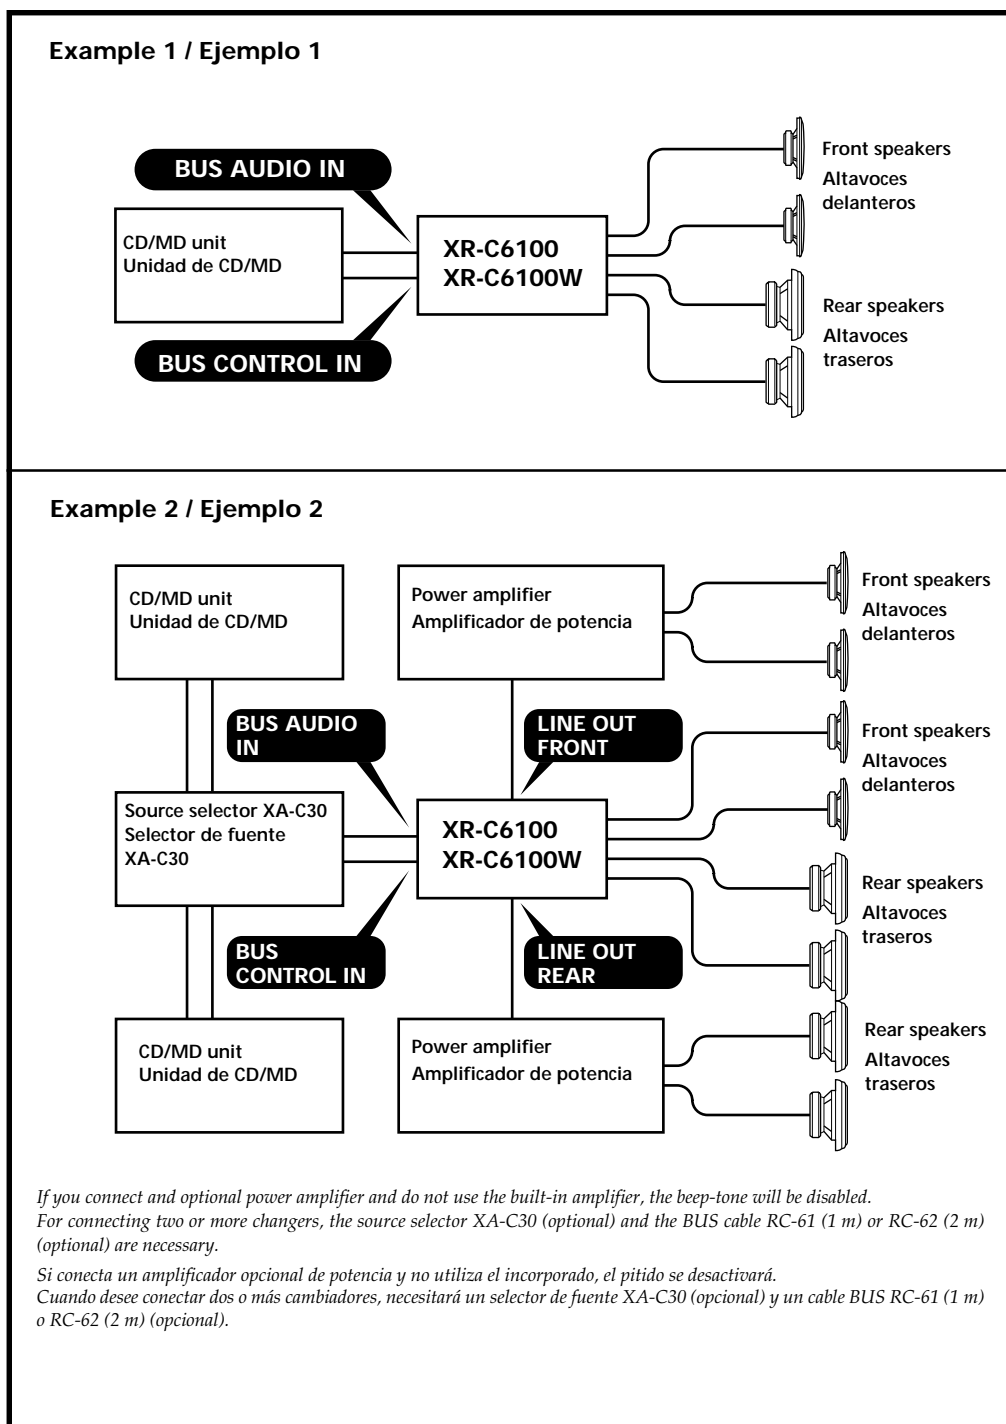 Example 1 / Ejemplo 1
BUS AUDIO IN
CD/MD unit
Unidad de CD/MD
BUS CONTROL IN
XR-C6100
XR-C6100W
Front speakers
Altavoces
delanteros
Rear speakers
Altavoces
traseros
Example 2 / Ejemplo 2
CD/MD unit
Unidad de CD/MD
Power amplifier
Amplificador de potencia
Front speakers
Altavoces
delanteros
BUS AUDIO
IN
LINE OUT
FRONT
Front speakers
Altavoces
delanteros
Source selector XA-C30
Selector de fuente
XA-C30
XR-C6100
XR-C6100W
Rear speakers
Altavoces
traseros
BUS
CONTROL IN
LINE OUT
REAR
CD/MD unit
Unidad de CD/MD
Power amplifier
Amplificador de potencia
Rear speakers
Altavoces
traseros
If you connect and optional power amplifier and do not use the built-in amplifier, the beep-tone will be disabled.
For connecting two or more changers, the source selector XA-C30 (optional) and the BUS cable RC-61 (1 m) or RC-62 (2 m)
(optional) are necessary.
Si conecta un amplificador opcional de potencia y no utiliza el incorporado, el pitido se desactivará.
Cuando desee conectar dos o más cambiadores, necesitará un selector de fuente XA-C30 (opcional) y un cable BUS RC-61 (1 m)
o RC-62 (2 m) (opcional).